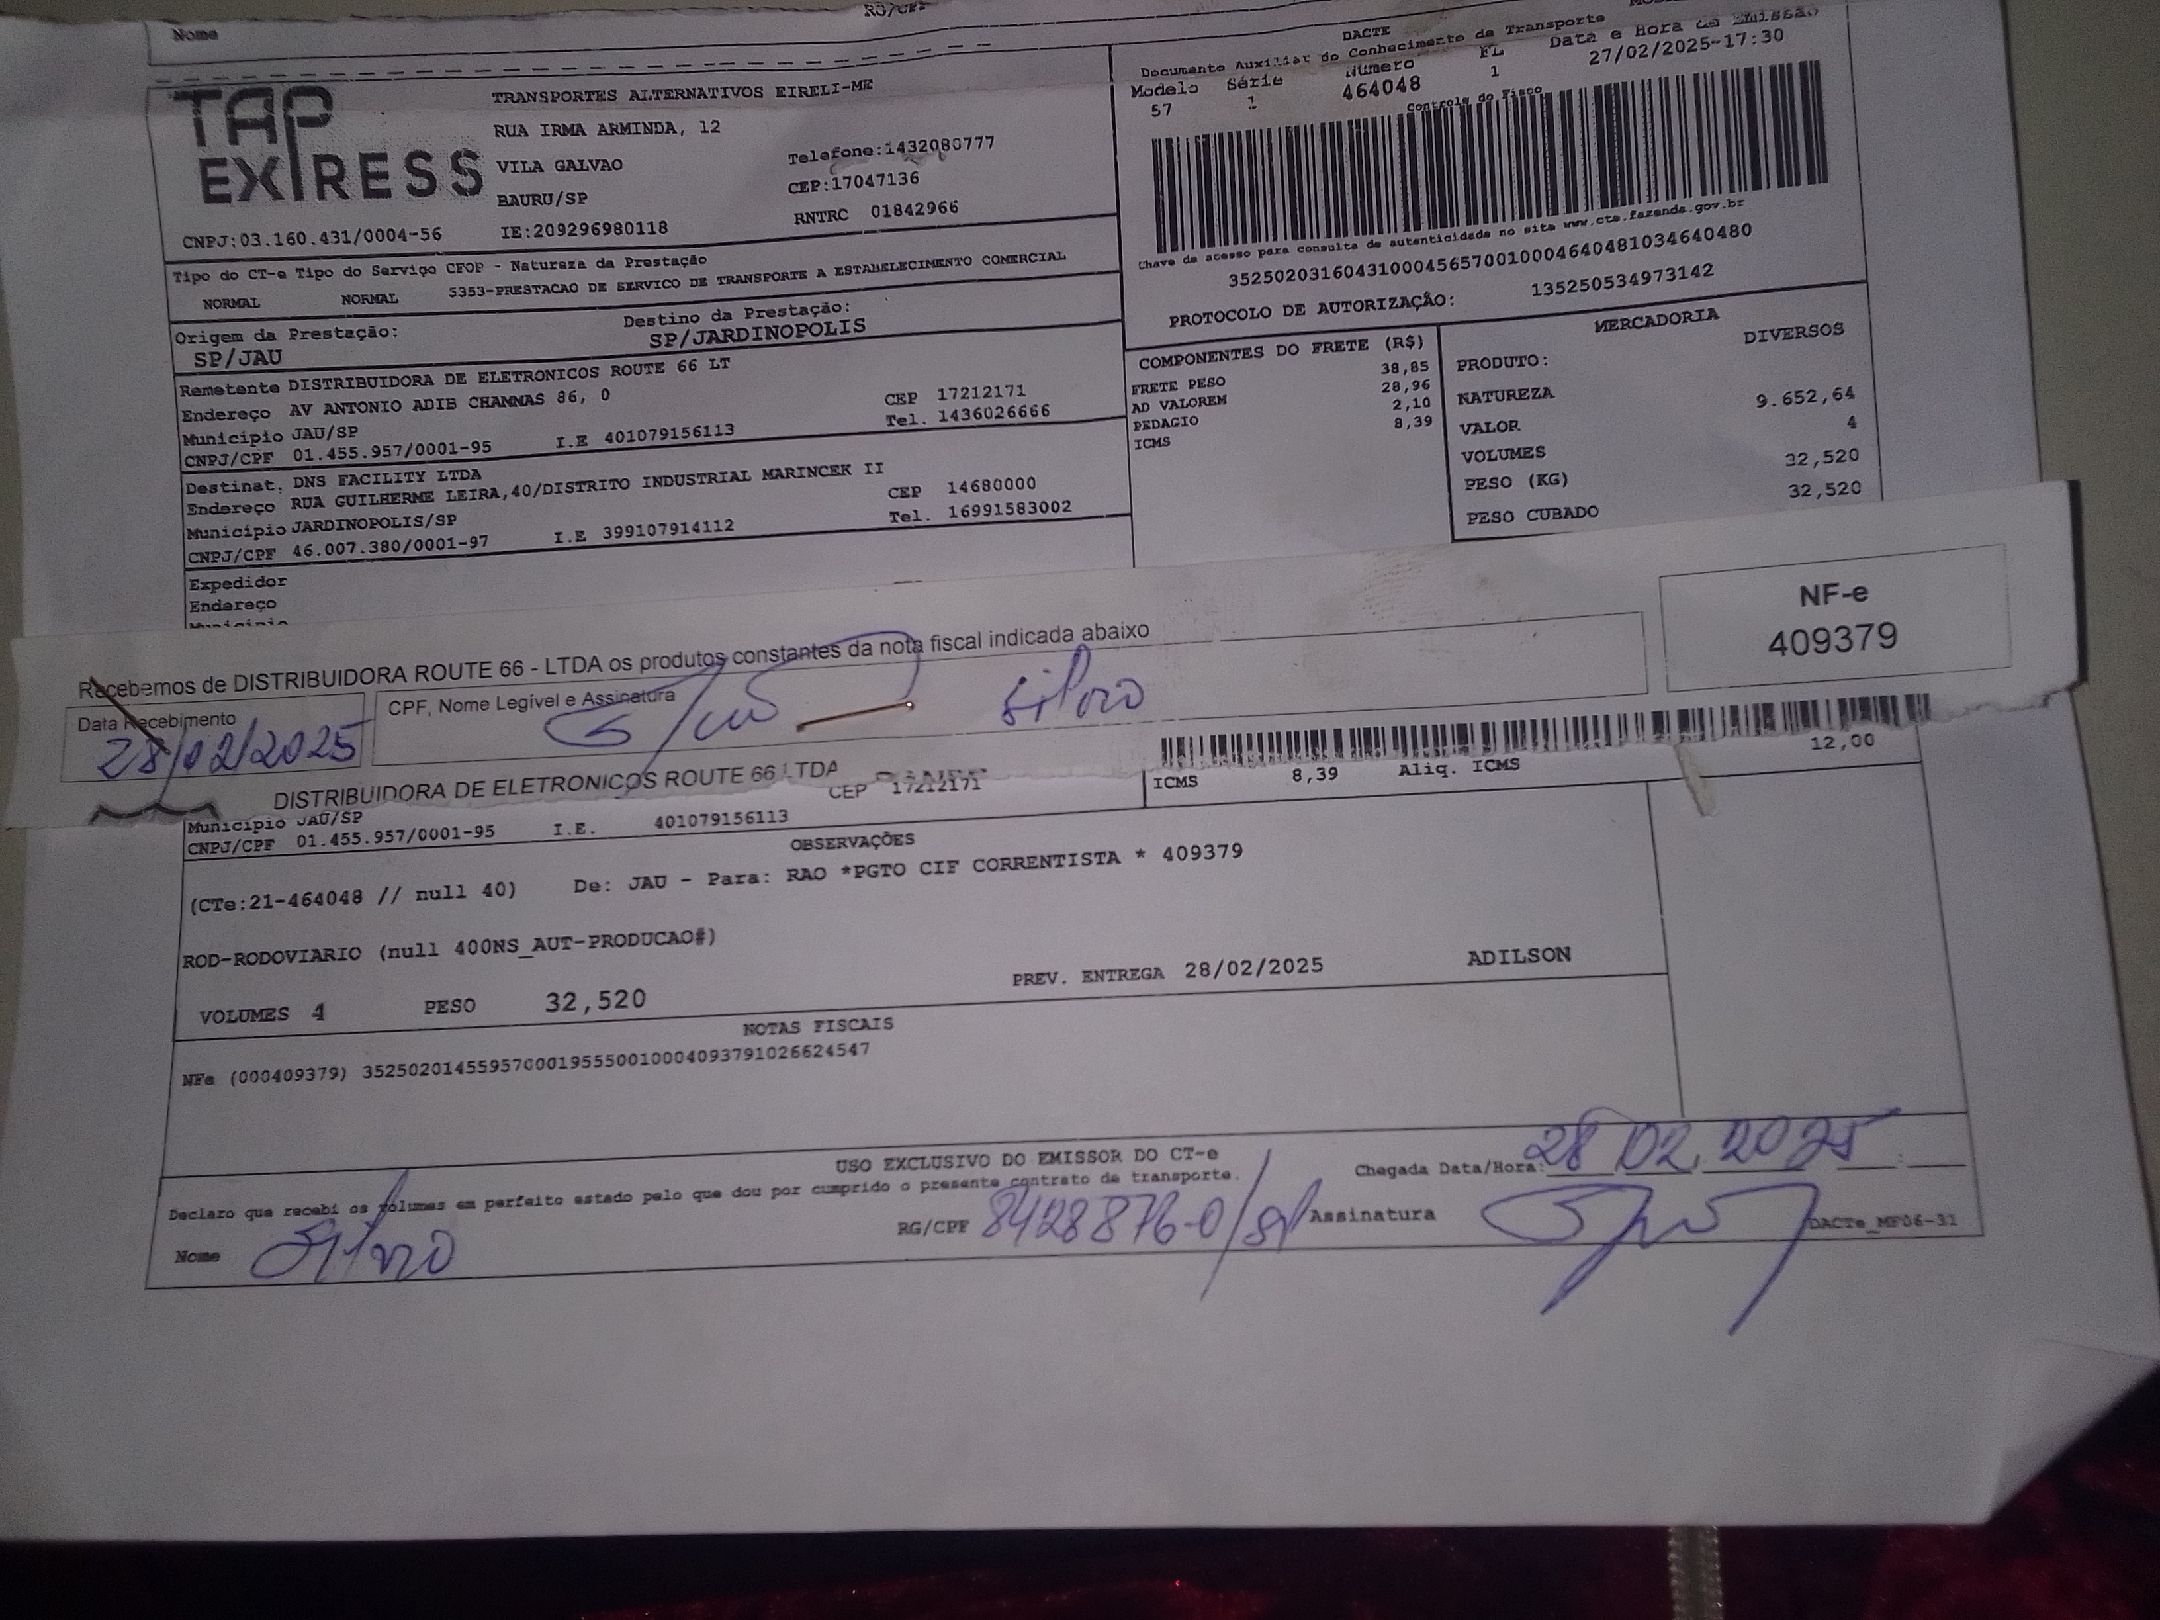 Nome RG/CPF
DACTE
Documento Auxiliar do Conhecimento de Transporte
Modelo Série Número FL Data e Hora de Emissão
57 1 464048 1 27/02/2025-17:30
Controle do Fisco
TAP EXPRESS
TRANSPORTES ALTERNATIVOS EIRELI-ME
RUA IRMA ARMINDA, 12
VILA GALVAO Telefone:1432080777
BAURU/SP CEP:17047136
CNPJ:03.160.431/0004-56 IE:209296980118 RNTRC 01842966
Chave de acesso para consulta de autenticidade no site www.cte.fazenda.gov.br
35250203160431000456570010004640481034640480
PROTOCOLO DE AUTORIZAÇÃO: 135250534973142
Tipo do CT-e Tipo do Serviço CFOP - Natureza da Prestação
NORMAL NORMAL 5353-PRESTACAO DE SERVICO DE TRANSPORTE A ESTABELECIMENTO COMERCIAL
Origem da Prestação: Destino da Prestação:
SP/JAU SP/JARDINOPOLIS
Remetente DISTRIBUIDORA DE ELETRONICOS ROUTE 66 LT
Endereço AV ANTONIO ADIB CHAMMAS 86, 0 CEP 17212171
Município JAU/SP Tel. 1436026666
CNPJ/CPF 01.455.957/0001-95 I.E 401079156113
Destinat. DNS FACILITY LTDA
Endereço RUA GUILHERME LEIRA,40/DISTRITO INDUSTRIAL MARINCEK II
Município JARDINOPOLIS/SP CEP 14680000
CNPJ/CPF 46.007.380/0001-97 I.E 399107914112 Tel. 16991583002
Expedidor
Endereço
Município
COMPONENTES DO FRETE (R$)
FRETE PESO 38,85
AD VALOREM 28,96
PEDAGIO 2,10
ICMS 8,39
MERCADORIA
PRODUTO: DIVERSOS
NATUREZA
VALOR 9.652,64
VOLUMES 4
PESO (KG) 32,520
PESO CUBADO 32,520
Recebemos de DISTRIBUIDORA ROUTE 66 - LTDA os produtos constantes da nota fiscal indicada abaixo
NF-e
409379
Data Recebimento CPF, Nome Legível e Assinatura
28/02/2025 Silvio
DISTRIBUIDORA DE ELETRONICOS ROUTE 66 LTDA
CEP 17212171
ICMS 8,39 Aliq. ICMS 12,00
Município JAU/SP
CNPJ/CPF 01.455.957/0001-95 I.E. 401079156113
OBSERVAÇÕES
(CTe:21-464048 // null 40) De: JAU - Para: RAO *PGTO CIF CORRENTISTA * 409379
ROD-RODOVIARIO (null 400NS_AUT-PRODUCAO#)
VOLUMES 4 PESO 32,520 PREV. ENTREGA 28/02/2025 ADILSON
NOTAS FISCAIS
NFe (000409379) 35250201455957000195550010004093791026624547
USO EXCLUSIVO DO EMISSOR DO CT-e
Declaro que recebi os volumes em perfeito estado pelo que dou por cumprido o presente contrato de transporte.
Chegada Data/Hora: 28 02 2025 :
Nome Silvio RG/CPF 8428876-0/SP Assinatura
DACTe_MF06-31